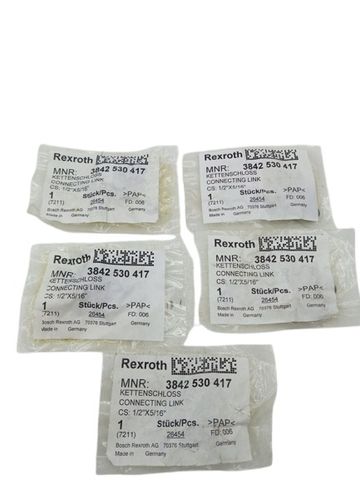 Rexroth
MNR: 3842 530 417
KETTENSCHLOSS
CONNECTING LINK
CS: 1/2"X5/16"
1 Stück/Pcs. >PAP<
(7211) 26454 FD: 006
Bosch Rexroth AG 70376 Stuttgart
Made in Germany Germany
Rexroth
MNR: 3842 530 417
KETTENSCHLOSS
CONNECTING LINK
CS: 1/2"X5/16"
1 Stück/Pcs. >PAP<
(7211) 26454 FD: 006
Bosch Rexroth AG 70376 Stuttgart
Made in Germany Germany
Rexroth
MNR: 3842 530 417
KETTENSCHLOSS
CONNECTING LINK
CS: 1/2"X5/16"
1 Stück/Pcs. >PAP<
(7211) 26454 FD: 006
Bosch Rexroth AG 70376 Stuttgart
Made in Germany Germany
Rexroth
MNR: 3842 530 417
KETTENSCHLOSS
CONNECTING LINK
CS: 1/2"X5/16"
1 Stück/Pcs. >PAP<
(7211) 26454 FD: 006
Bosch Rexroth AG 70376 Stuttgart
Made in Germany Germany
Rexroth
MNR: 3842 530 417
KETTENSCHLOSS
CONNECTING LINK
CS: 1/2"X5/16"
1 Stück/Pcs. >PAP<
(7211) 26454 FD: 006
Bosch Rexroth AG 70376 Stuttgart
Made in Germany Germany